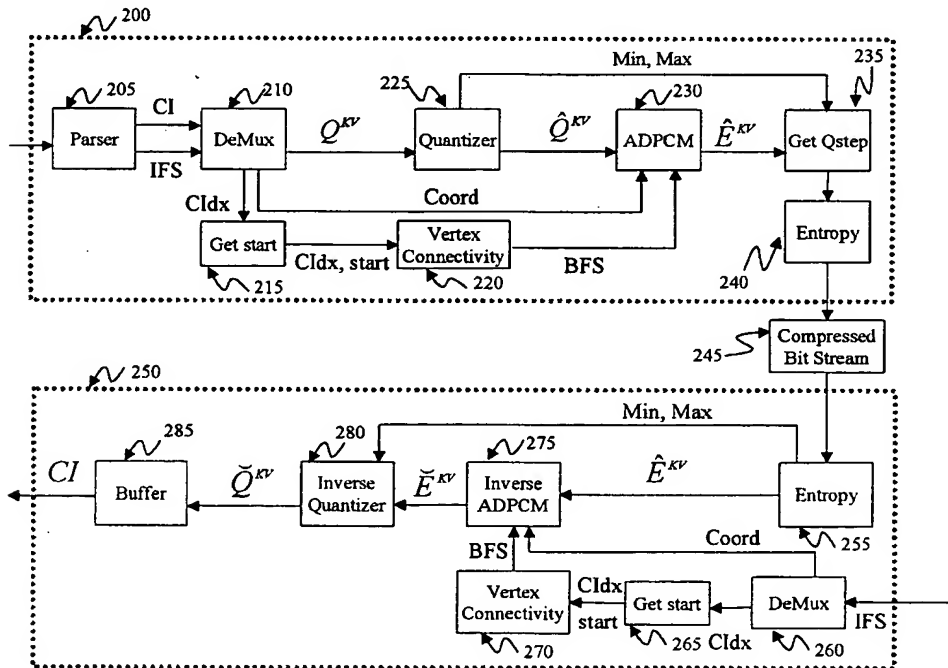 200
Min, Max
235
205
CI
210
225
230
Parser
DeMux
Q^{KV}
Quantizer
Q̂^{KV}
ADPCM
Ê^{KV}
Get Qstep
IFS
CIdx
Coord
Get start
CIdx, start
Vertex
Connectivity
BFS
Entropy
215
220
240
245
Compressed
Bit Stream
250
Min, Max
285
280
275
CI
Buffer
Q̆^{KV}
Inverse
Quantizer
Ĕ^{KV}
Inverse
ADPCM
Ê^{KV}
Entropy
255
BFS
Coord
Vertex
Connectivity
CIdx
start
Get start
CIdx
DeMux
IFS
270
265
260